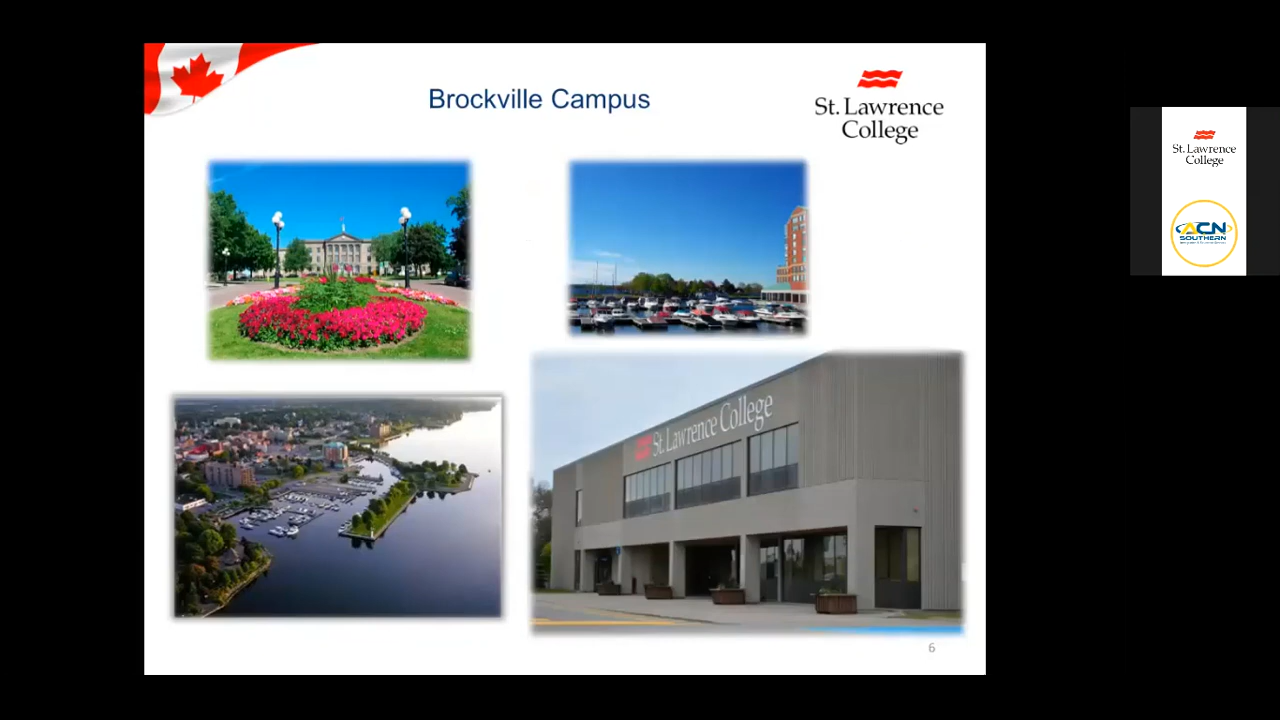 Brockville Campus
St. Lawrence
College
St. Lawrence College
6
St. Lawrence
College
ACN
SOUTHERN